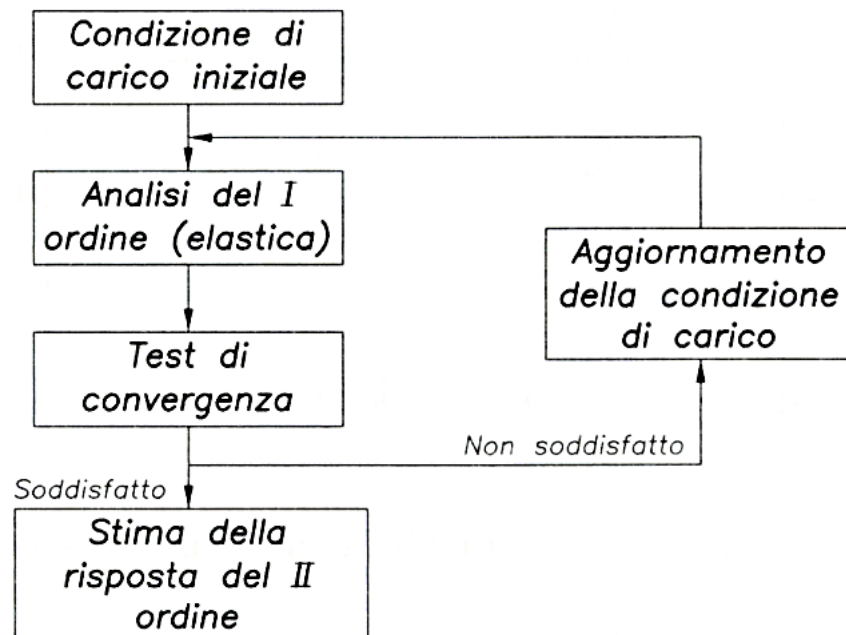 Condizione di
carico iniziale
Analisi del I
ordine (elastica)
Aggiornamento
della condizione
di carico
Test di
convergenza
Non soddisfatto
Soddisfatto
Stima della
risposta del II
ordine